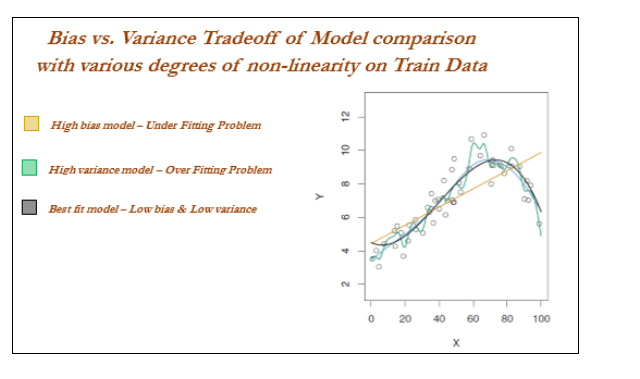 Bias vs. Variance Tradeoff of Model comparison
with various degrees of non-linearity on Train Data
High bias model – Under Fitting Problem
High variance model – Over Fitting Problem
Best fit model – Low bias & Low variance
12
10
8
6
4
2
Y
0 20 40 60 80 100
X